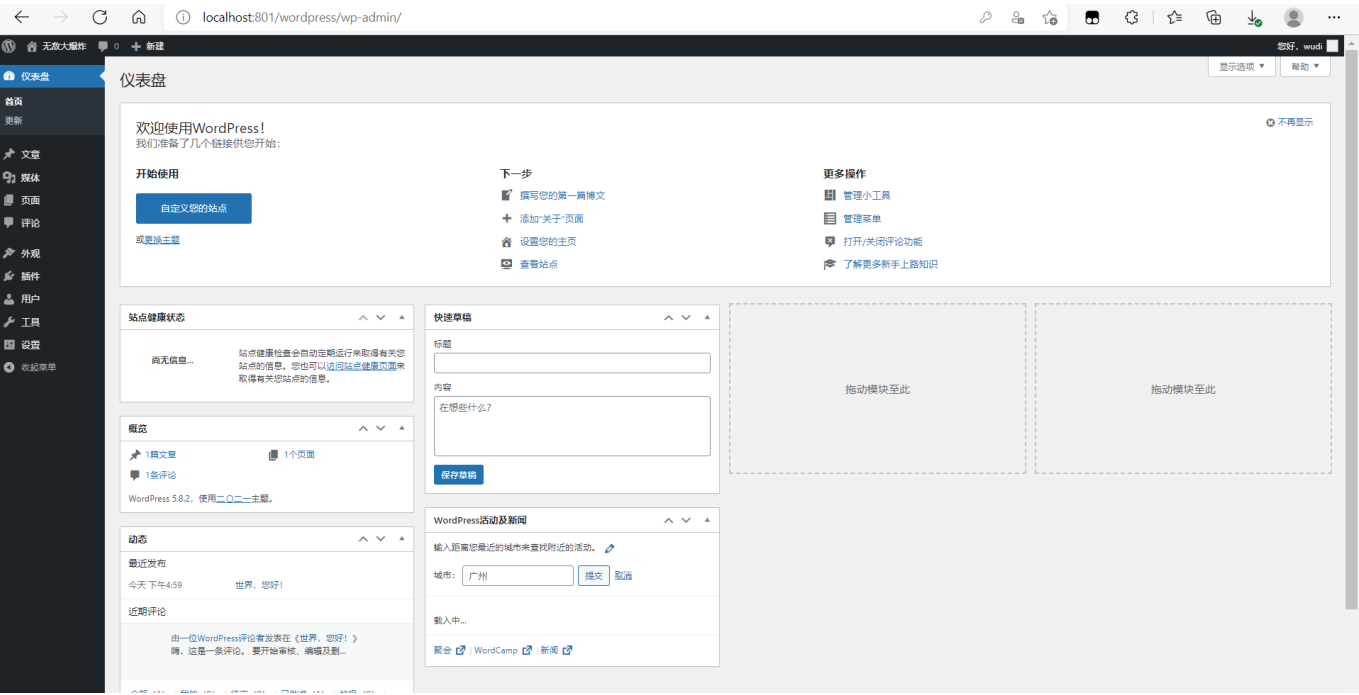 localhost:801/wordpress/wp-admin/
无敌大爆炸 0 新建 您好，wudi
显示选项 帮助
仪表盘
首页
更新
文章
媒体
页面
评论
外观
插件
用户
工具
设置
收起菜单
仪表盘
欢迎使用WordPress！
我们准备了几个链接供您开始：
不再显示
开始使用
自定义您的站点
或更换主题
下一步
撰写您的第一篇博文
添加“关于”页面
设置您的主页
查看站点
更多操作
管理小工具
管理菜单
打开/关闭评论功能
了解更多新手上路知识
站点健康状态
尚无信息…
站点健康检查会自动定期运行来取得有关您
站点的信息。您也可以访问站点健康页面来
取得有关您站点的信息。
概览
1篇文章 1个页面
1条评论
WordPress 5.8.2，使用二〇二一主题。
动态
最近发布
今天 下午4:59 世界，您好！
近期评论
由一位WordPress评论者发表在《世界，您好！》
嗨，这是一条评论。 要开始审核、编辑及删…
快速草稿
标题
内容
在想些什么？
保存草稿
WordPress活动及新闻
输入距离您最近的城市来查找附近的活动。
城市： 广州 提交 取消
载入中…
聚会 WordCamp 新闻
拖动模块至此
拖动模块至此